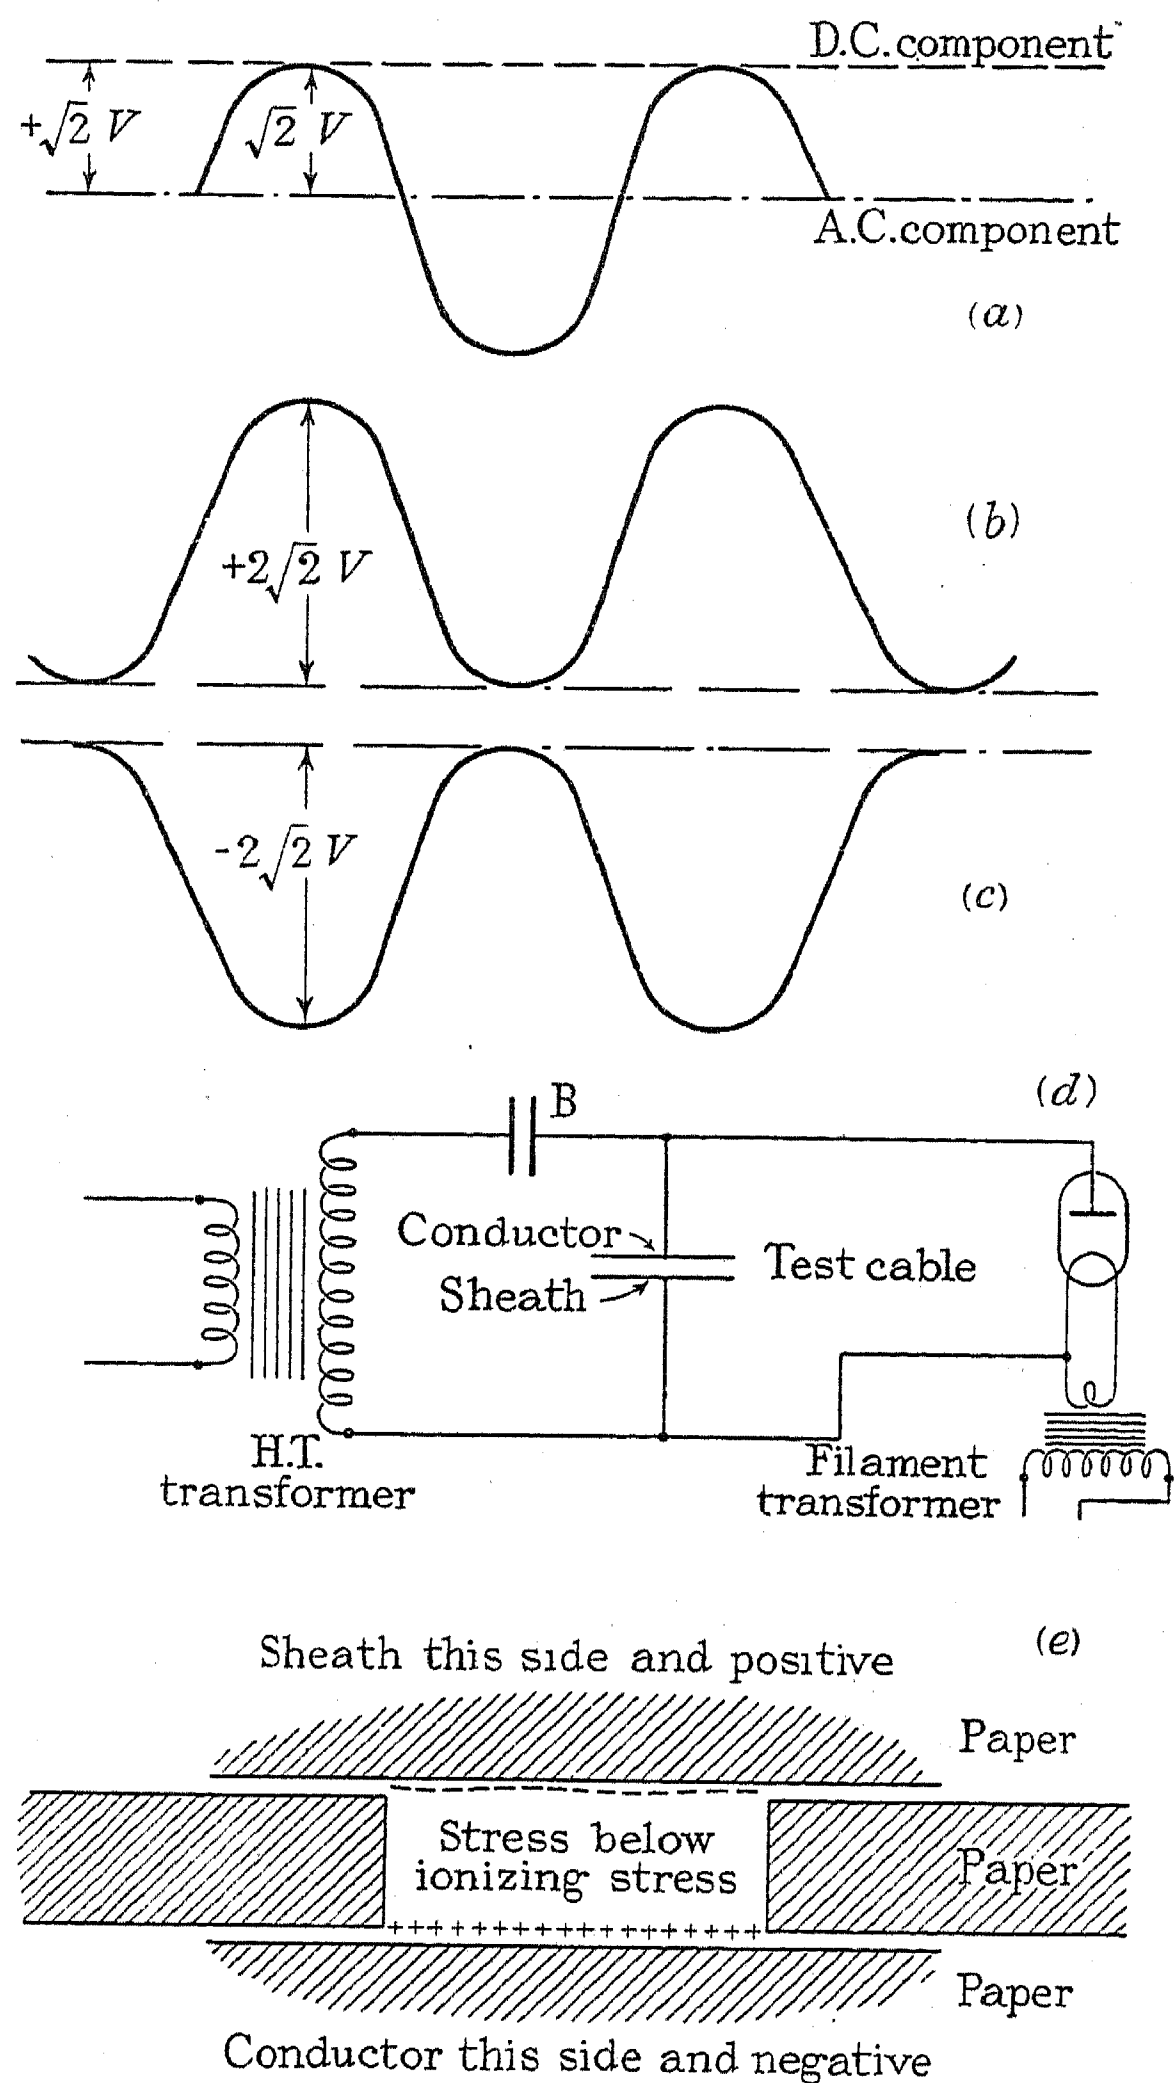 D.C. component
+√2 V
√2 V
A.C. component
(a)
(b)
+2√2 V
-2√2 V
(c)
(d)
B
Conductor
Sheath
Test cable
H.T.
transformer
Filament
transformer
(e)
Sheath this side and positive
Paper
Stress below
ionizing stress
Paper
+ + + + + + + + + + + + + + + + +
Paper
Conductor this side and negative